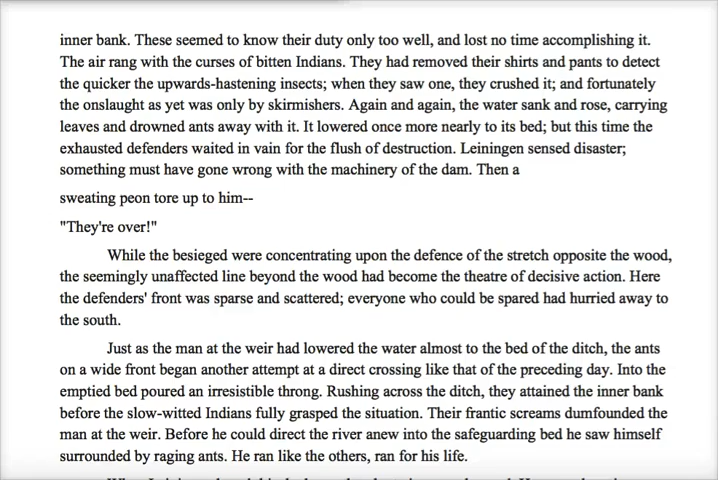 inner bank. These seemed to know their duty only too well, and lost no time accomplishing it.
The air rang with the curses of bitten Indians. They had removed their shirts and pants to detect
the quicker the upwards-hastening insects; when they saw one, they crushed it; and fortunately
the onslaught as yet was only by skirmishers. Again and again, the water sank and rose, carrying
leaves and drowned ants away with it. It lowered once more nearly to its bed; but this time the
exhausted defenders waited in vain for the flush of destruction. Leiningen sensed disaster;
something must have gone wrong with the machinery of the dam. Then a
sweating peon tore up to him--
"They're over!"
While the besieged were concentrating upon the defence of the stretch opposite the wood,
the seemingly unaffected line beyond the wood had become the theatre of decisive action. Here
the defenders' front was sparse and scattered; everyone who could be spared had hurried away to
the south.
Just as the man at the weir had lowered the water almost to the bed of the ditch, the ants
on a wide front began another attempt at a direct crossing like that of the preceding day. Into the
emptied bed poured an irresistible throng. Rushing across the ditch, they attained the inner bank
before the slow-witted Indians fully grasped the situation. Their frantic screams dumfounded the
man at the weir. Before he could direct the river anew into the safeguarding bed he saw himself
surrounded by raging ants. He ran like the others, ran for his life.